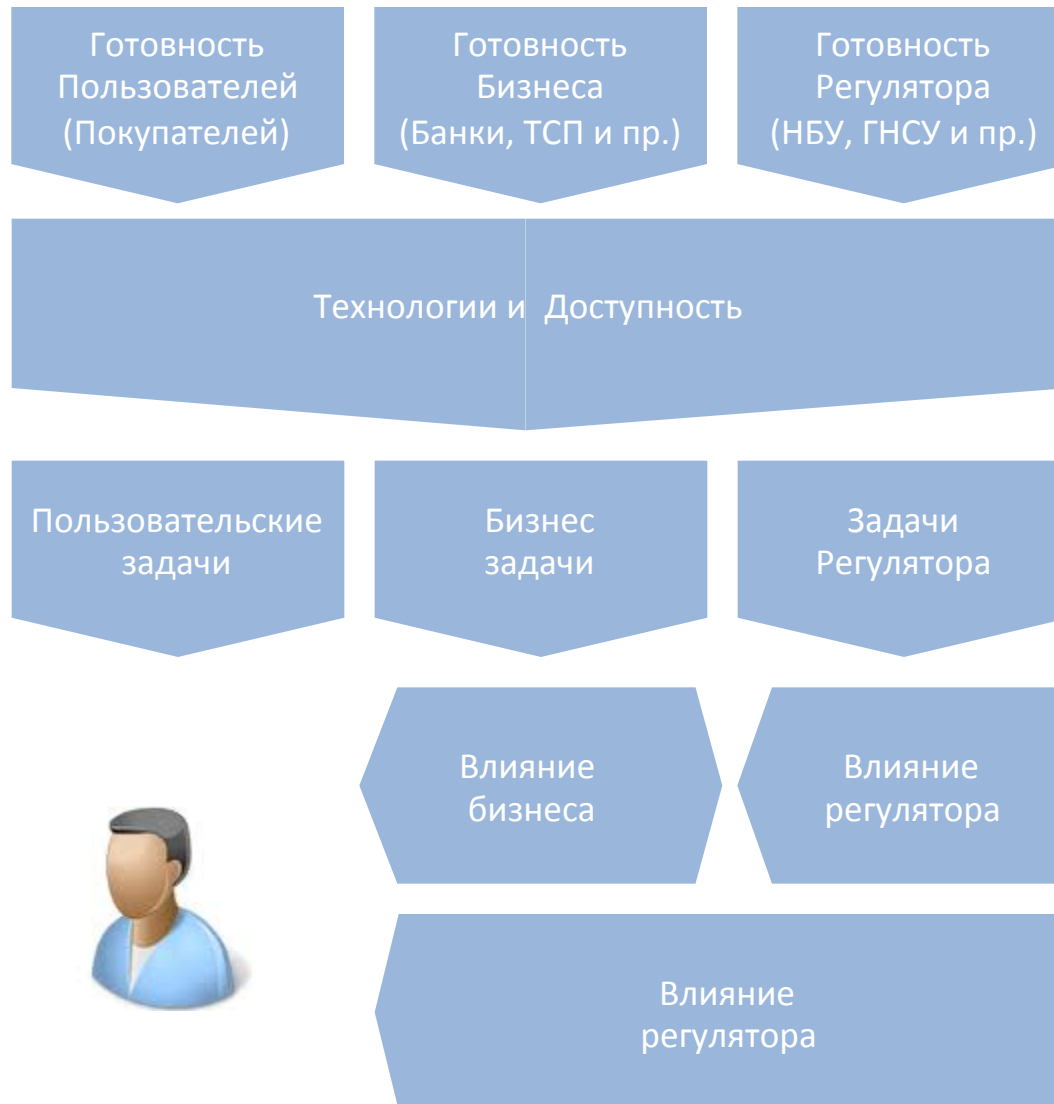 Готовность
Пользователей
(Покупателей)
Готовность
Бизнеса
(Банки, ТСП и пр.)
Готовность
Регулятора
(НБУ, ГНСУ и пр.)
Технологии и Доступность
Пользовательские
задачи
Бизнес
задачи
Задачи
Регулятора
Влияние
бизнеса
Влияние
регулятора
Влияние
регулятора